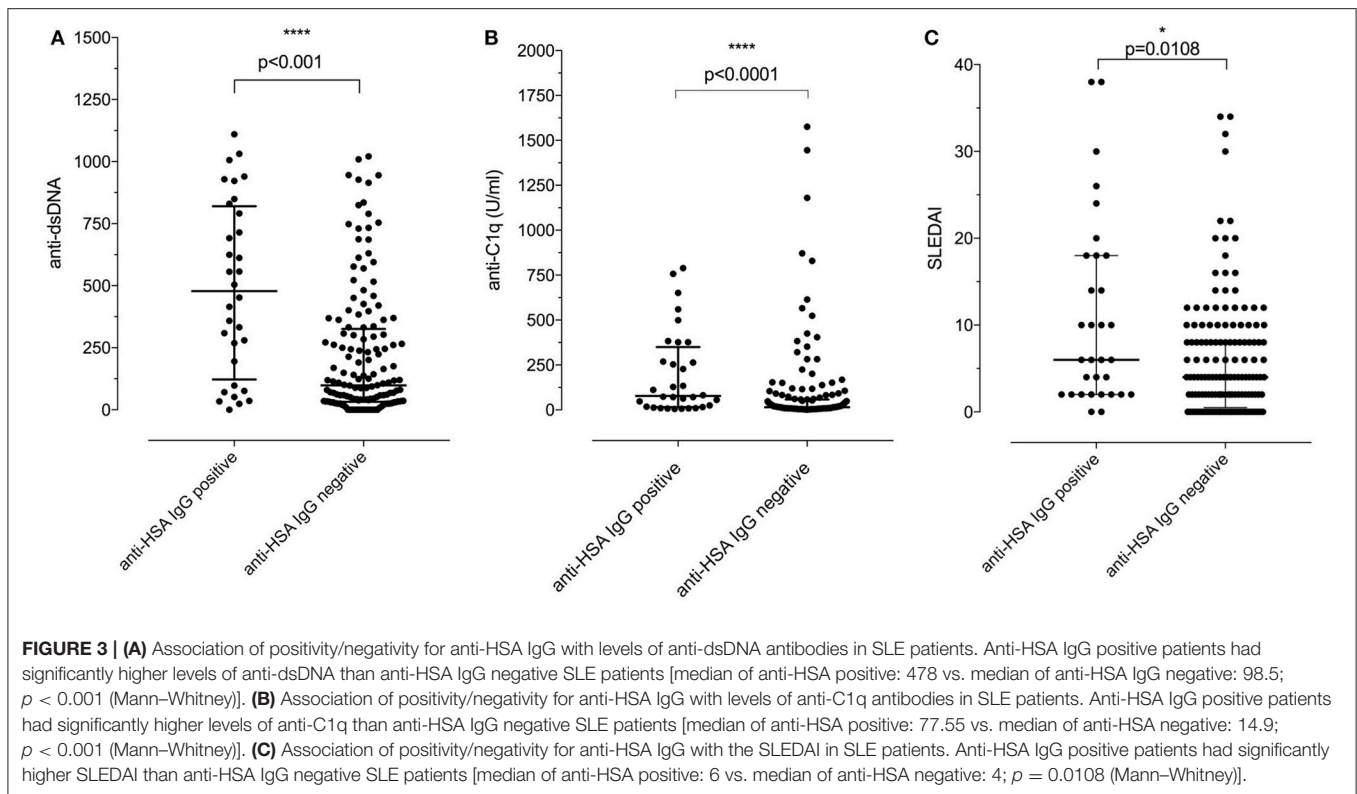 A
1500
1250
1000
750
500
250
0
anti-dsDNA
****
p<0.001
anti-HSA IgG positive
anti-HSA IgG negative
B
2000
1750
1500
1250
1000
750
500
250
0
anti-C1q (U/ml)
****
p<0.0001
anti-HSA IgG positive
anti-HSA IgG negative
C
40
30
20
10
0
SLEDAI
*
p=0.0108
anti-HSA IgG positive
anti-HSA IgG negative
FIGURE 3 | (A) Association of positivity/negativity for anti-HSA IgG with levels of anti-dsDNA antibodies in SLE patients. Anti-HSA IgG positive patients had
significantly higher levels of anti-dsDNA than anti-HSA IgG negative SLE patients [median of anti-HSA positive: 478 vs. median of anti-HSA IgG negative: 98.5;
p < 0.001 (Mann–Whitney)]. (B) Association of positivity/negativity for anti-HSA IgG with levels of anti-C1q antibodies in SLE patients. Anti-HSA IgG positive patients
had significantly higher levels of anti-C1q than anti-HSA IgG negative SLE patients [median of anti-HSA positive: 77.55 vs. median of anti-HSA negative: 14.9;
p < 0.001 (Mann–Whitney)]. (C) Association of positivity/negativity for anti-HSA IgG with the SLEDAI in SLE patients. Anti-HSA IgG positive patients had significantly
higher SLEDAI than anti-HSA IgG negative SLE patients [median of anti-HSA positive: 6 vs. median of anti-HSA negative: 4; p = 0.0108 (Mann–Whitney)].